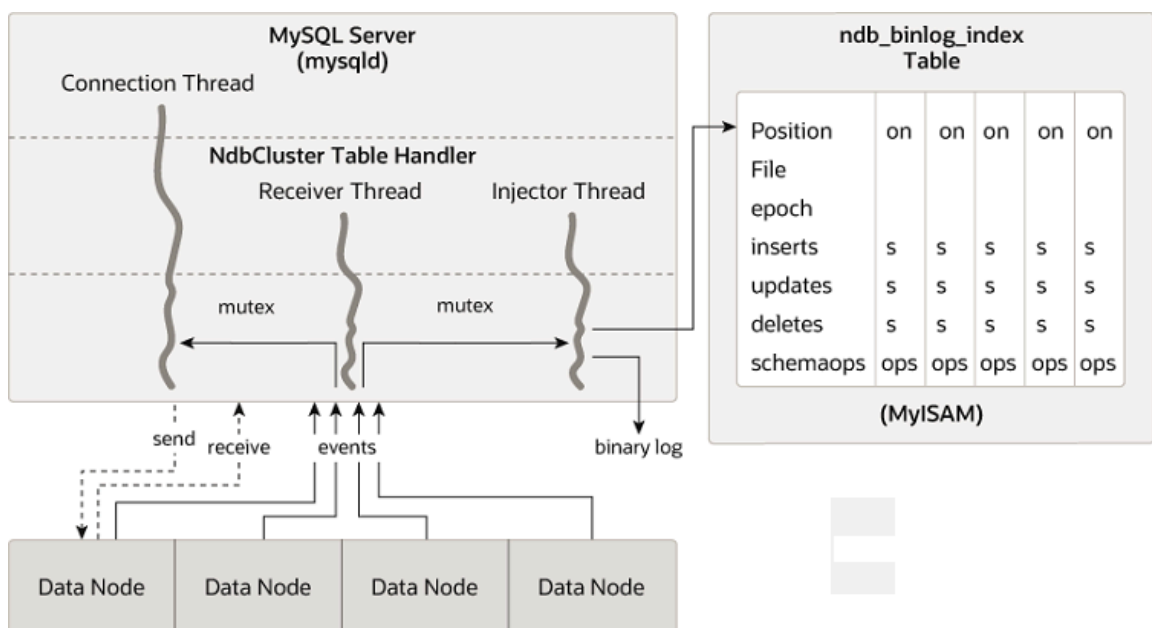 MySQL Server
(mysqld)
Connection Thread
NdbCluster Table Handler
Receiver Thread
Injector Thread
mutex
mutex
send
receive
events
binary log
Data Node
Data Node
Data Node
Data Node
ndb_binlog_index
Table
Position on on on on on
File
epoch
inserts s s s s s
updates s s s s s
deletes s s s s s
schemaops ops ops ops ops ops
(MyISAM)